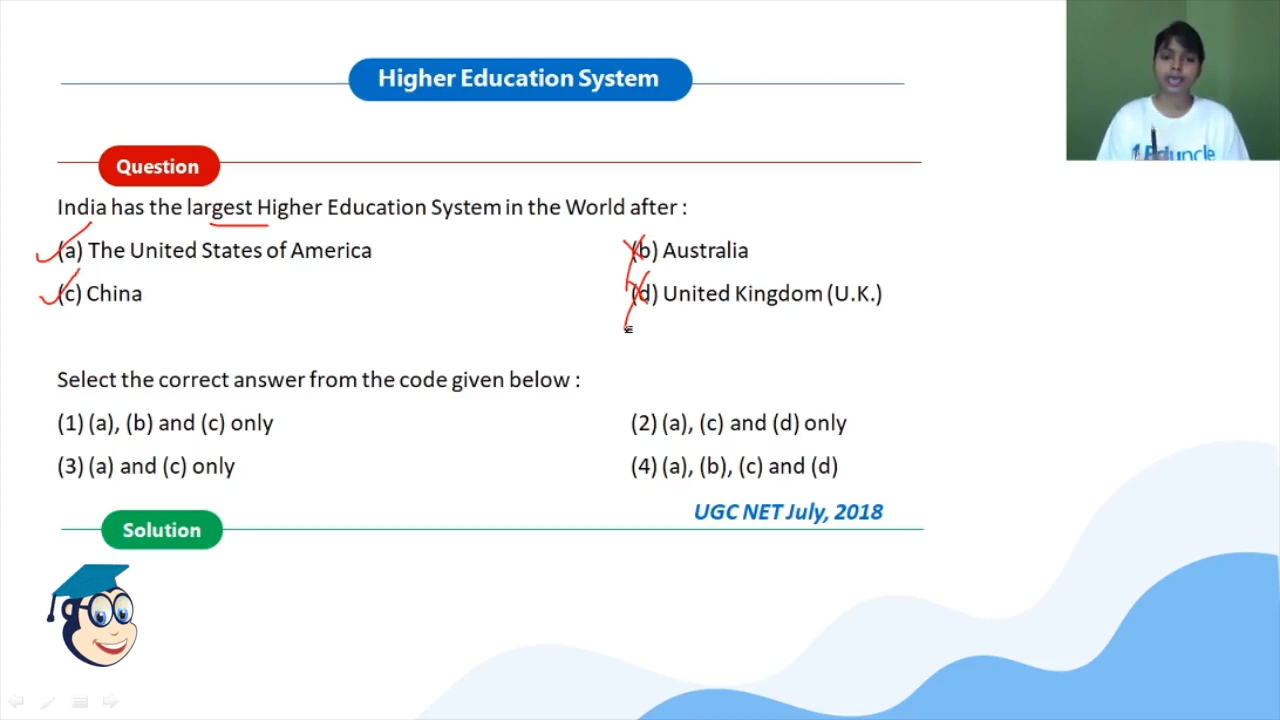 Higher Education System
Question
India has the largest Higher Education System in the World after :
(a) The United States of America
(b) Australia
(c) China
(d) United Kingdom (U.K.)
Select the correct answer from the code given below :
(1) (a), (b) and (c) only
(2) (a), (c) and (d) only
(3) (a) and (c) only
(4) (a), (b), (c) and (d)
UGC NET July, 2018
Solution
Eduncle